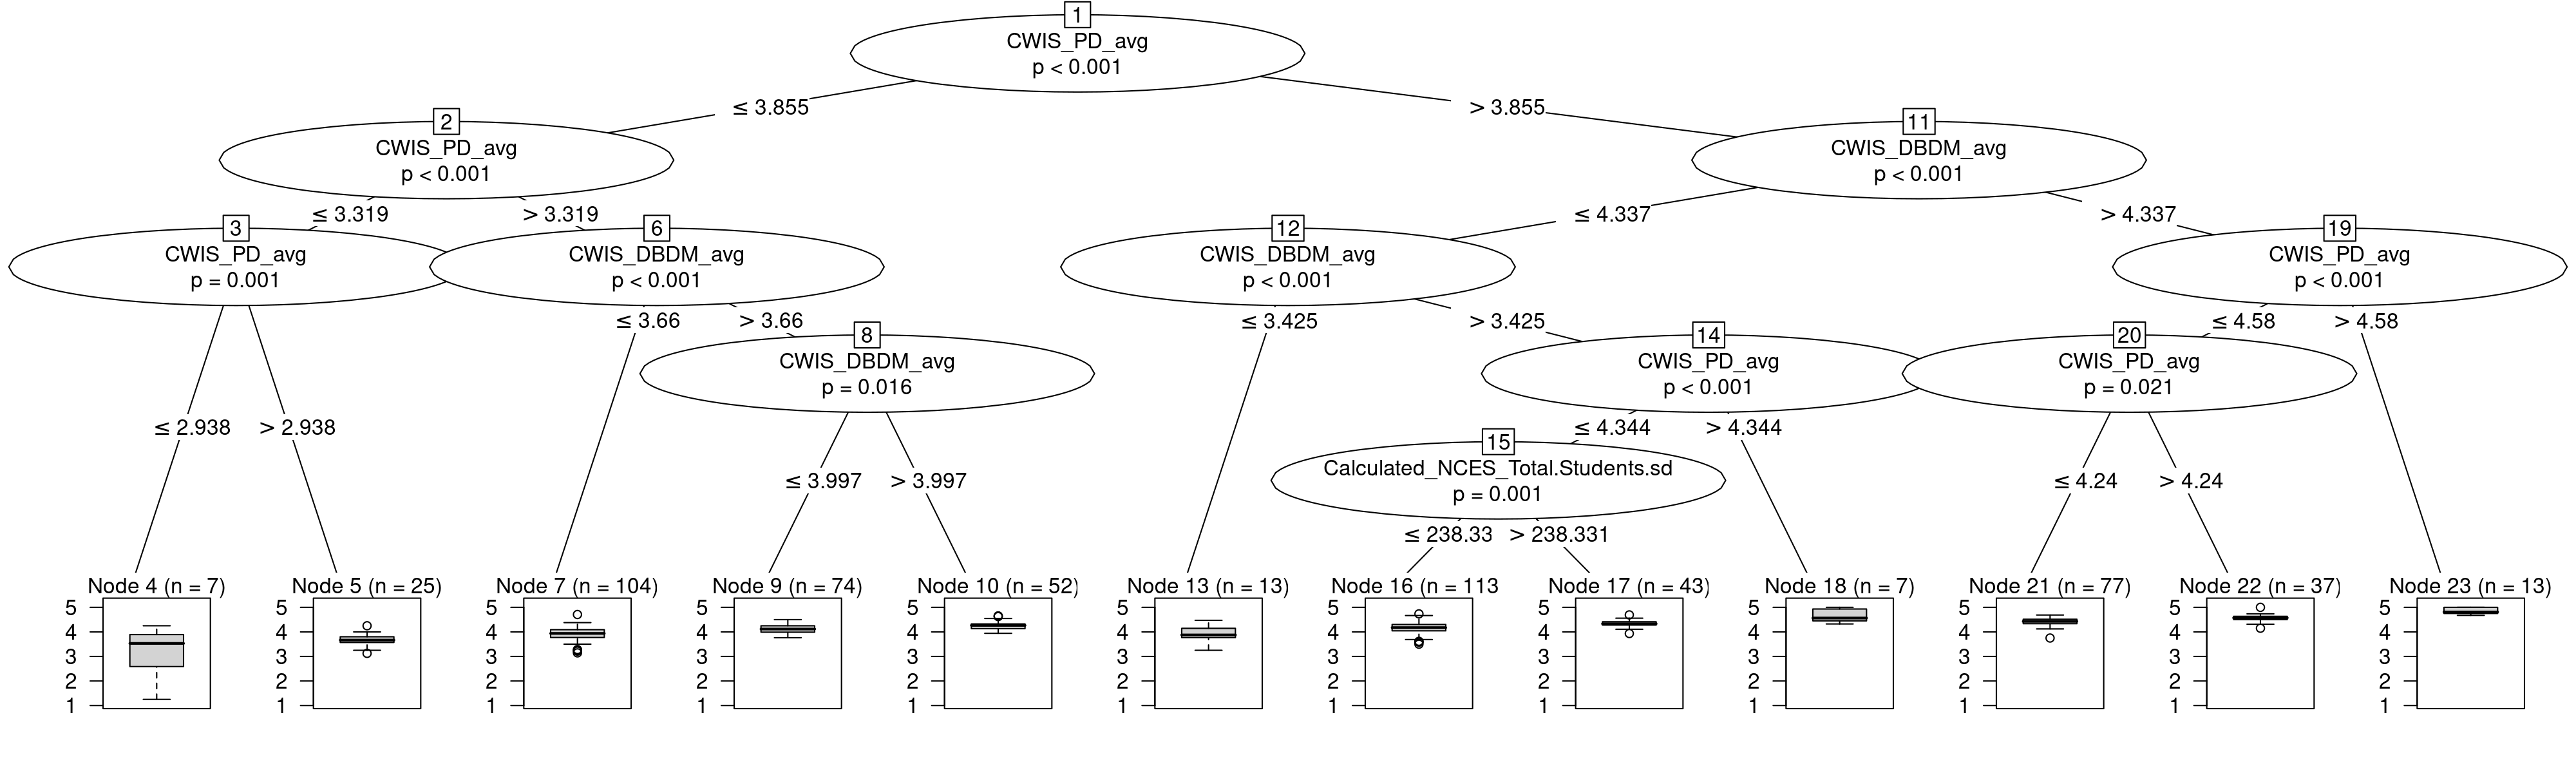 1
CWIS_PD_avg
p < 0.001
≤ 3.855
> 3.855
2
CWIS_PD_avg
p < 0.001
11
CWIS_DBDM_avg
p < 0.001
≤ 3.319
> 3.319
≤ 4.337
> 4.337
3
CWIS_PD_avg
p = 0.001
6
CWIS_DBDM_avg
p < 0.001
12
CWIS_DBDM_avg
p < 0.001
19
CWIS_PD_avg
p < 0.001
≤ 3.66
> 3.66
≤ 3.425
> 3.425
≤ 4.58
> 4.58
8
CWIS_DBDM_avg
p = 0.016
14
CWIS_PD_avg
p < 0.001
20
CWIS_PD_avg
p = 0.021
≤ 2.938
> 2.938
≤ 4.344
> 4.344
15
Calculated_NCES_Total.Students.sd
p = 0.001
≤ 3.997
> 3.997
≤ 4.24
> 4.24
≤ 238.33
> 238.331
Node 4 (n = 7)
5
4
3
2
1
Node 5 (n = 25)
5
4
3
2
1
Node 7 (n = 104)
5
4
3
2
1
Node 9 (n = 74)
5
4
3
2
1
Node 10 (n = 52)
5
4
3
2
1
Node 13 (n = 13)
5
4
3
2
1
Node 16 (n = 113
5
4
3
2
1
Node 17 (n = 43)
5
4
3
2
1
Node 18 (n = 7)
5
4
3
2
1
Node 21 (n = 77)
5
4
3
2
1
Node 22 (n = 37)
5
4
3
2
1
Node 23 (n = 13)
5
4
3
2
1